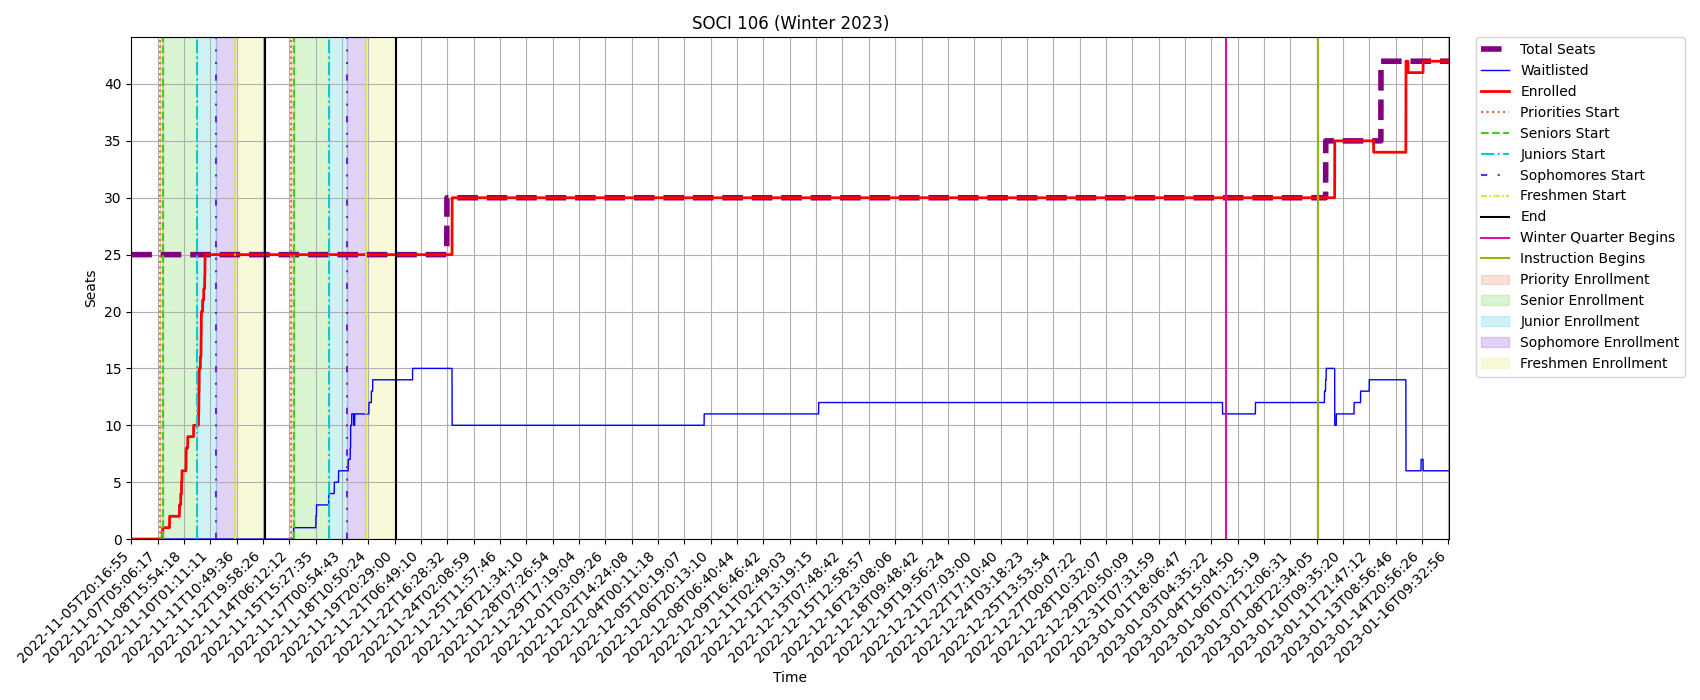 SOCI 106 (Winter 2023)
Seats
40
35
30
25
20
15
10
5
0
2022-11-05T20:16:55
2022-11-07T05:06:17
2022-11-08T15:54:18
2022-11-10T01:11:11
2022-11-11T10:49:36
2022-11-12T19:58:26
2022-11-14T06:12:12
2022-11-15T15:27:35
2022-11-17T00:54:43
2022-11-18T10:50:24
2022-11-19T20:29:00
2022-11-21T06:49:10
2022-11-22T16:28:32
2022-11-25T02:08:59
2022-11-25T11:57:46
2022-11-26T21:34:10
2022-11-28T07:26:54
2022-11-29T17:19:04
2022-12-01T03:09:26
2022-12-02T14:24:08
2022-12-04T00:11:18
2022-12-05T10:19:07
2022-12-06T20:13:10
2022-12-08T06:40:44
2022-12-09T16:46:42
2022-12-11T02:49:03
2022-12-12T13:19:15
2022-12-13T07:48:42
2022-12-15T12:58:57
2022-12-16T23:08:06
2022-12-18T09:48:42
2022-12-19T19:56:24
2022-12-21T07:03:00
2022-12-22T17:10:40
2022-12-24T03:18:23
2022-12-25T13:53:54
2022-12-27T00:07:22
2022-12-28T10:32:07
2022-12-29T20:50:09
2022-12-31T07:31:59
2023-01-01T18:06:47
2023-01-03T04:35:22
2023-01-04T15:04:50
2023-01-06T01:25:19
2023-01-07T12:06:31
2023-01-08T22:34:05
2023-01-10T09:35:20
2023-01-11T21:47:12
2023-01-13T08:56:46
2023-01-14T20:56:26
2023-01-16T09:32:56
Time
Total Seats
Waitlisted
Enrolled
Priorities Start
Seniors Start
Juniors Start
Sophomores Start
Freshmen Start
End
Winter Quarter Begins
Instruction Begins
Priority Enrollment
Senior Enrollment
Junior Enrollment
Sophomore Enrollment
Freshmen Enrollment